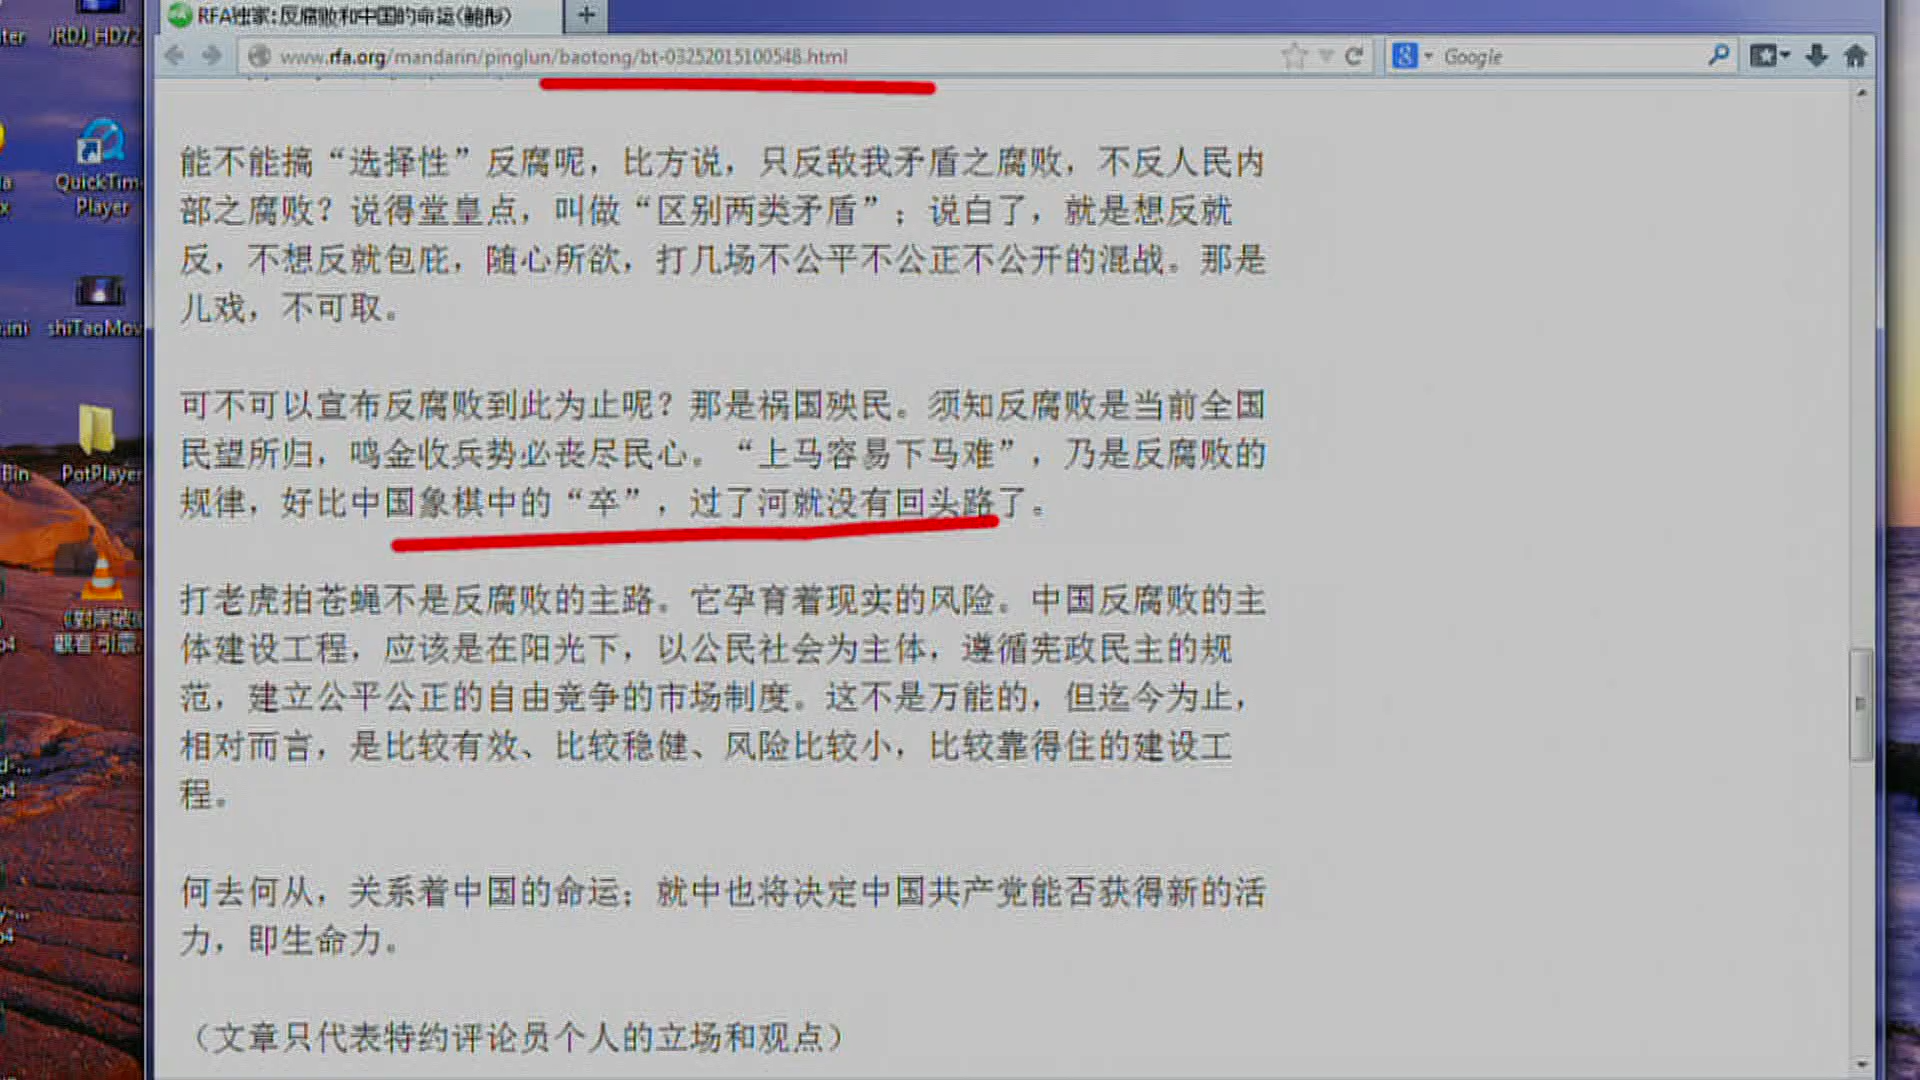 JRDJ_HD72
QuickTim
Player
shiTaoMov
.ini
Bin
PotPlayer
RFA独家:反腐败和中国的命运(鲍彤)
www.rfa.org/mandarin/pinglun/baotong/bt-03252015100548.html
Google
能不能搞“选择性”反腐呢，比方说，只反敌我矛盾之腐败，不反人民内
部之腐败？说得堂皇点，叫做“区别两类矛盾”；说白了，就是想反就
反，不想反就包庇，随心所欲，打几场不公平不公正不公开的混战。那是
儿戏，不可取。
可不可以宣布反腐败到此为止呢？那是祸国殃民。须知反腐败是当前全国
民望所归，鸣金收兵势必丧尽民心。“上马容易下马难”，乃是反腐败的
规律，好比中国象棋中的“卒”，过了河就没有回头路了。
打老虎拍苍蝇不是反腐败的主路。它孕育着现实的风险。中国反腐败的主
体建设工程，应该是在阳光下，以公民社会为主体，遵循宪政民主的规
范，建立公平公正的自由竞争的市场制度。这不是万能的，但迄今为止，
相对而言，是比较有效、比较稳健、风险比较小，比较靠得住的建设工
程。
何去何从，关系着中国的命运；就中也将决定中国共产党能否获得新的活
力，即生命力。
（文章只代表特约评论员个人的立场和观点）